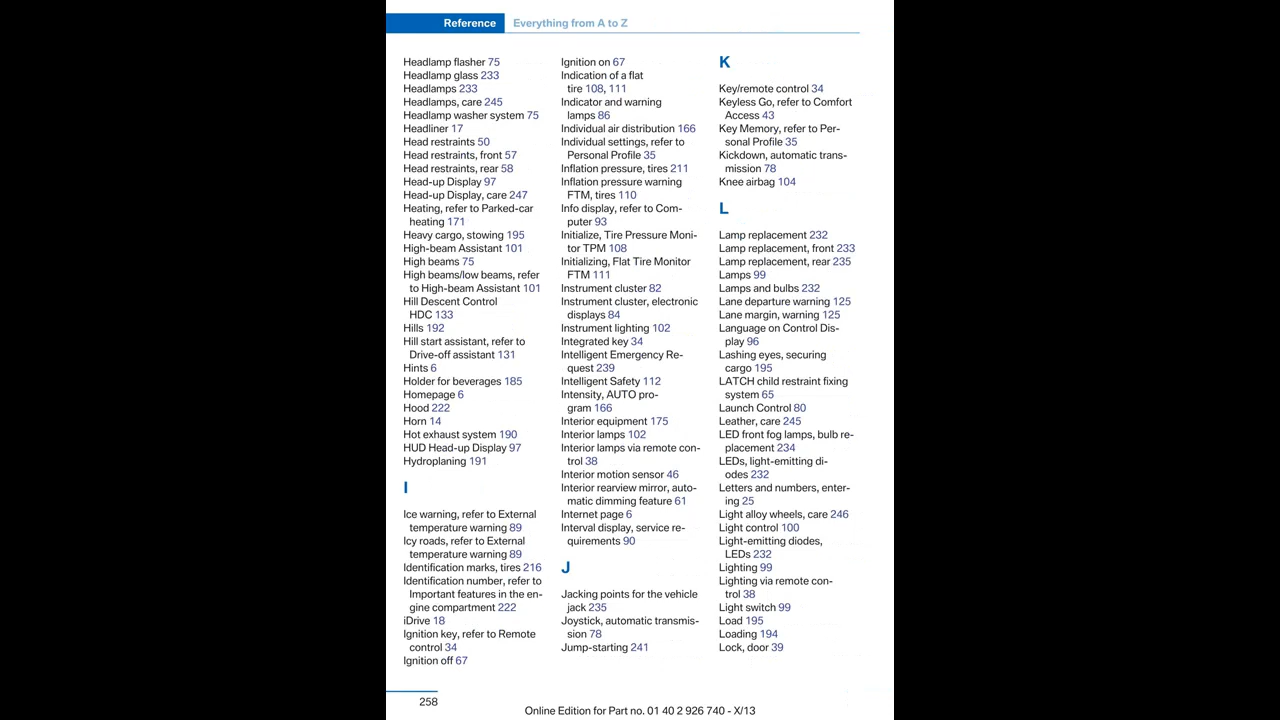 Reference
Everything from A to Z
Headlamp flasher 75
Headlamp glass 233
Headlamps 233
Headlamps, care 245
Headlamp washer system 75
Headliner 17
Head restraints 50
Head restraints, front 57
Head restraints, rear 58
Head-up Display 97
Head-up Display, care 247
Heating, refer to Parked-car
heating 171
Heavy cargo, stowing 195
High-beam Assistant 101
High beams 75
High beams/low beams, refer
to High-beam Assistant 101
Hill Descent Control
HDC 133
Hills 192
Hill start assistant, refer to
Drive-off assistant 131
Hints 6
Holder for beverages 185
Homepage 6
Hood 222
Horn 14
Hot exhaust system 190
HUD Head-up Display 97
Hydroplaning 191
I
Ice warning, refer to External
temperature warning 89
Icy roads, refer to External
temperature warning 89
Identification marks, tires 216
Identification number, refer to
Important features in the en-
gine compartment 222
iDrive 18
Ignition key, refer to Remote
control 34
Ignition off 67
Ignition on 67
Indication of a flat
tire 108, 111
Indicator and warning
lamps 86
Individual air distribution 166
Individual settings, refer to
Personal Profile 35
Inflation pressure, tires 211
Inflation pressure warning
FTM, tires 110
Info display, refer to Com-
puter 93
Initialize, Tire Pressure Moni-
tor TPM 108
Initializing, Flat Tire Monitor
FTM 111
Instrument cluster 82
Instrument cluster, electronic
displays 84
Instrument lighting 102
Integrated key 34
Intelligent Emergency Re-
quest 239
Intelligent Safety 112
Intensity, AUTO pro-
gram 166
Interior equipment 175
Interior lamps 102
Interior lamps via remote con-
trol 38
Interior motion sensor 46
Interior rearview mirror, auto-
matic dimming feature 61
Internet page 6
Interval display, service re-
quirements 90
J
Jacking points for the vehicle
jack 235
Joystick, automatic transmis-
sion 78
Jump-starting 241
K
Key/remote control 34
Keyless Go, refer to Comfort
Access 43
Key Memory, refer to Per-
sonal Profile 35
Kickdown, automatic trans-
mission 78
Knee airbag 104
L
Lamp replacement 232
Lamp replacement, front 233
Lamp replacement, rear 235
Lamps 99
Lamps and bulbs 232
Lane departure warning 125
Lane margin, warning 125
Language on Control Dis-
play 96
Lashing eyes, securing
cargo 195
LATCH child restraint fixing
system 65
Launch Control 80
Leather, care 245
LED front fog lamps, bulb re-
placement 234
LEDs, light-emitting di-
odes 232
Letters and numbers, enter-
ing 25
Light alloy wheels, care 246
Light control 100
Light-emitting diodes,
LEDs 232
Lighting 99
Lighting via remote con-
trol 38
Light switch 99
Load 195
Loading 194
Lock, door 39
258
Online Edition for Part no. 01 40 2 926 740 - X/13